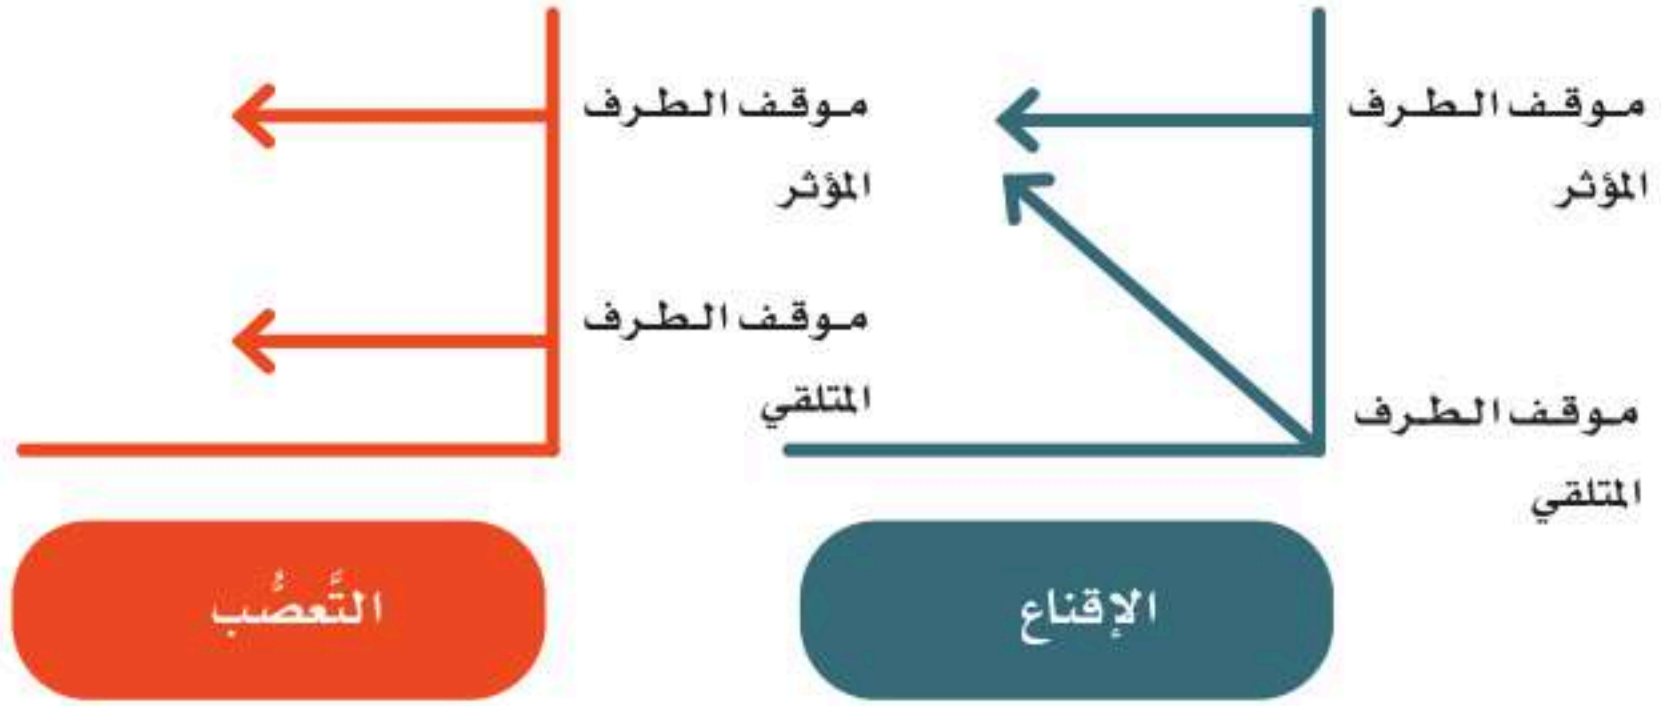 موقف الطرف
المؤثر
موقف الطرف
المتلقي
الإقناع
موقف الطرف
المؤثر
موقف الطرف
المتلقي
التَّعصُّب